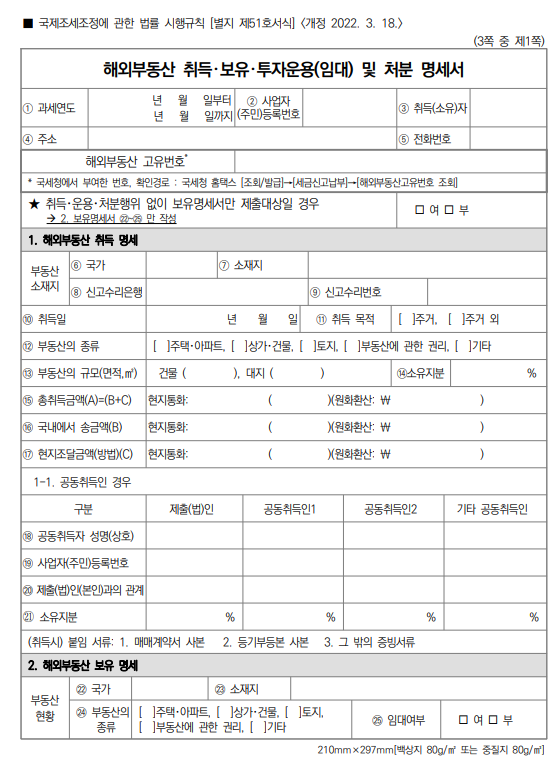 ■ 국제조세조정에 관한 법률 시행규칙 [별지 제51호서식] <개정 2022. 3. 18.>
(3쪽 중 제1쪽)
해외부동산 취득·보유·투자운용(임대) 및 처분 명세서
① 과세연도 년 월 일부터 년 월 일까지 ② 사업자(주민)등록번호 ③ 취득(소유)자
④ 주소 ⑤ 전화번호
해외부동산 고유번호*
* 국세청에서 부여한 번호, 확인경로 : 국세청 홈택스 [조회/발급]→[세금신고납부]→[해외부동산고유번호 조회]
★ 취득·운용·처분행위 없이 보유명세서만 제출대상일 경우 □ 여 □ 부
→ 2. 보유명세서 ㉒~㉕ 만 작성
1. 해외부동산 취득 명세
부동산 소재지 ⑥ 국가 ⑦ 소재지
⑧ 신고수리은행 ⑨ 신고수리번호
⑩ 취득일 년 월 일 ⑪ 취득 목적 [ ]주거, [ ]주거 외
⑫ 부동산의 종류 [ ]주택·아파트, [ ]상가·건물, [ ]토지, [ ]부동산에 관한 권리, [ ]기타
⑬ 부동산의 규모(면적,㎡) 건물 ( ), 대지 ( ) ⑭소유지분 %
⑮ 총취득금액(A)=(B+C) 현지통화: ( )(원화환산: ₩ )
⑯ 국내에서 송금액(B) 현지통화: ( )(원화환산: ₩ )
⑰ 현지조달금액(방법)(C) 현지통화: ( )(원화환산: ₩ )
1-1. 공동취득인 경우
구분 제출(법)인 공동취득인1 공동취득인2 기타 공동취득인
⑱ 공동취득자 성명(상호)
⑲ 사업자(주민)등록번호
⑳ 제출(법)인(본인)과의 관계
㉑ 소유지분 % % % %
(취득시) 붙임 서류: 1. 매매계약서 사본 2. 등기부등본 사본 3. 그 밖의 증빙서류
2. 해외부동산 보유 명세
부동산 현황 ㉒ 국가 ㉓ 소재지
㉔ 부동산의 종류 [ ]주택·아파트, [ ]상가·건물, [ ]토지, [ ]부동산에 관한 권리, [ ]기타 ㉕ 임대여부 □ 여 □ 부
210mm×297mm[백상지 80g/㎡ 또는 중질지 80g/㎡]